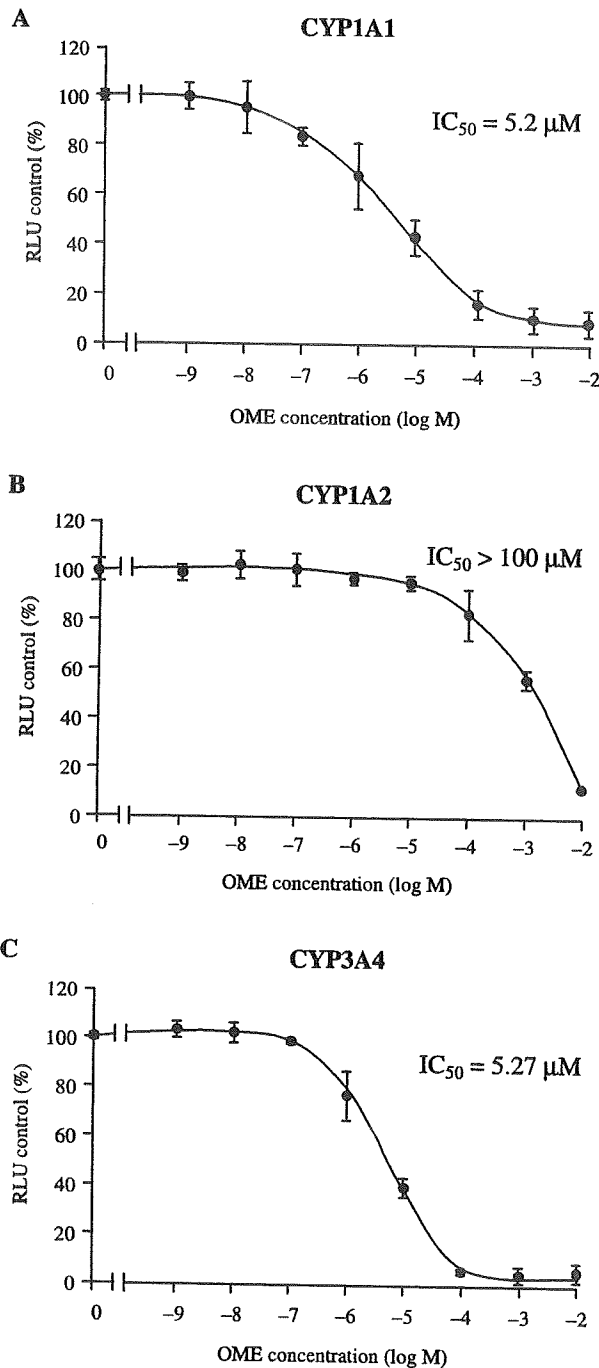 A
CYP1A1
120
100
80
60
40
20
0
RLU control (%)
IC50 = 5.2 µM
0 –9 –8 –7 –6 –5 –4 –3 –2
OME concentration (log M)
B
CYP1A2
120
100
80
60
40
20
0
RLU control (%)
IC50 > 100 µM
0 –9 –8 –7 –6 –5 –4 –3 –2
OME concentration (log M)
C
CYP3A4
120
100
80
60
40
20
0
RLU control (%)
IC50 = 5.27 µM
0 –9 –8 –7 –6 –5 –4 –3 –2
OME concentration (log M)